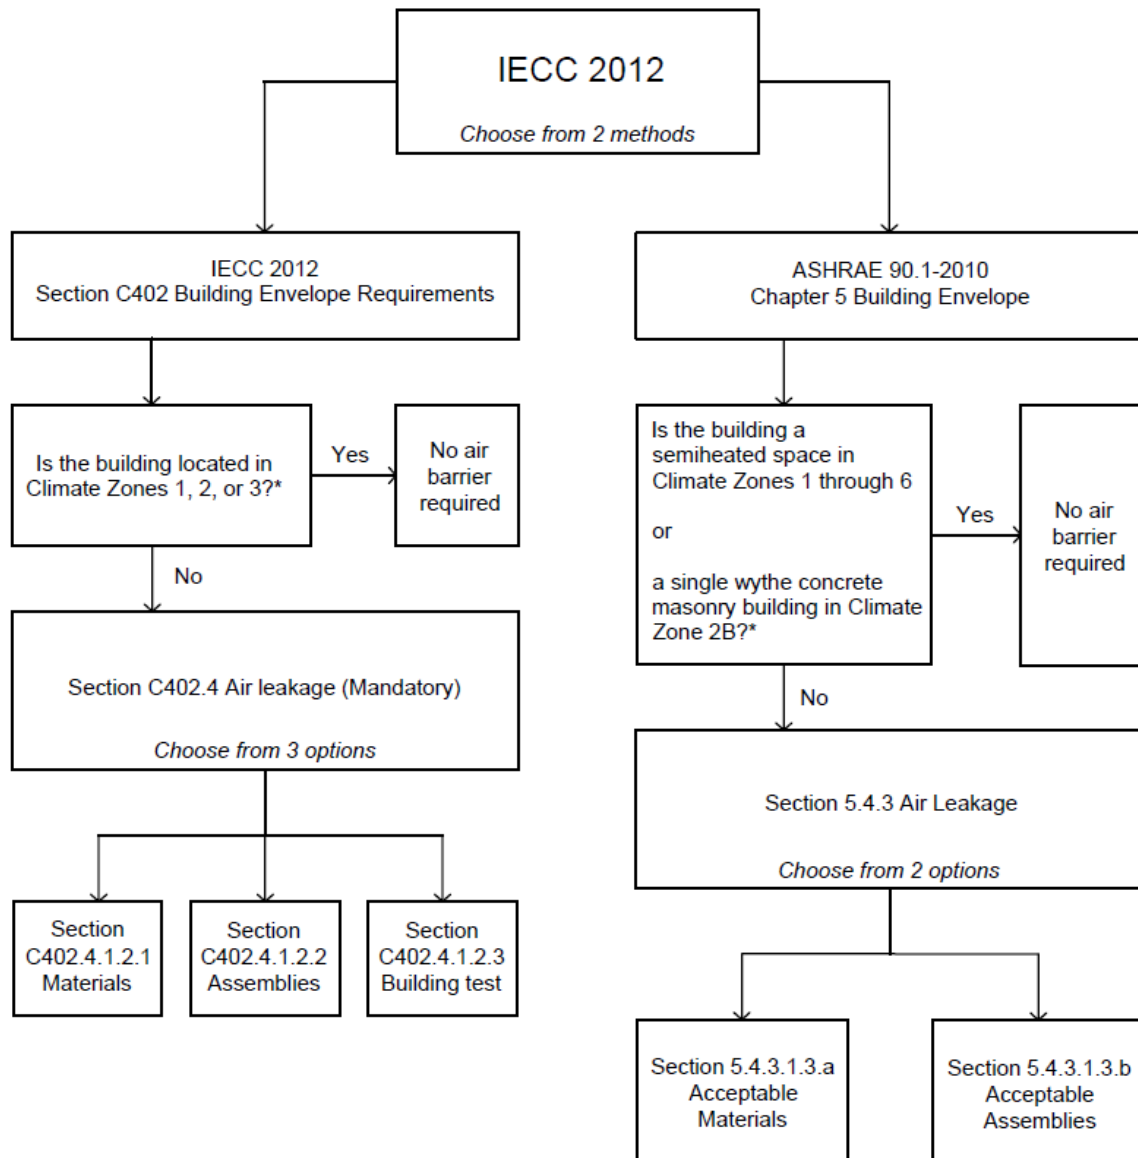 IECC 2012
Choose from 2 methods
IECC 2012
Section C402 Building Envelope Requirements
ASHRAE 90.1-2010
Chapter 5 Building Envelope
Is the building located in
Climate Zones 1, 2, or 3?*
Yes
No air
barrier
required
Is the building a
semiheated space in
Climate Zones 1 through 6
or
a single wythe concrete
masonry building in Climate
Zone 2B?*
Yes
No air
barrier
required
No
Section C402.4 Air leakage (Mandatory)
Choose from 3 options
No
Section 5.4.3 Air Leakage
Choose from 2 options
Section
C402.4.1.2.1
Materials
Section
C402.4.1.2.2
Assemblies
Section
C402.4.1.2.3
Building test
Section 5.4.3.1.3.a
Acceptable
Materials
Section 5.4.3.1.3.b
Acceptable
Assemblies